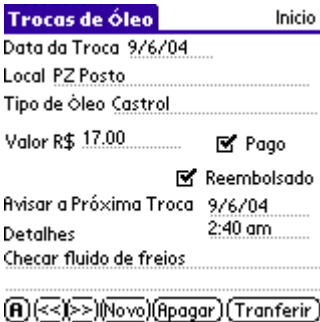 Trocas de Óleo Inicio
Data da Troca 9/6/04
Local PZ Posto
Tipo de Óleo Castrol
Valor R$ 17.00 Pago
Reembolsado
Avisar a Próxima Troca 9/6/04
Detalhes 2:40 am
Checar fluido de freios
A << >> Novo Apagar Tranferir